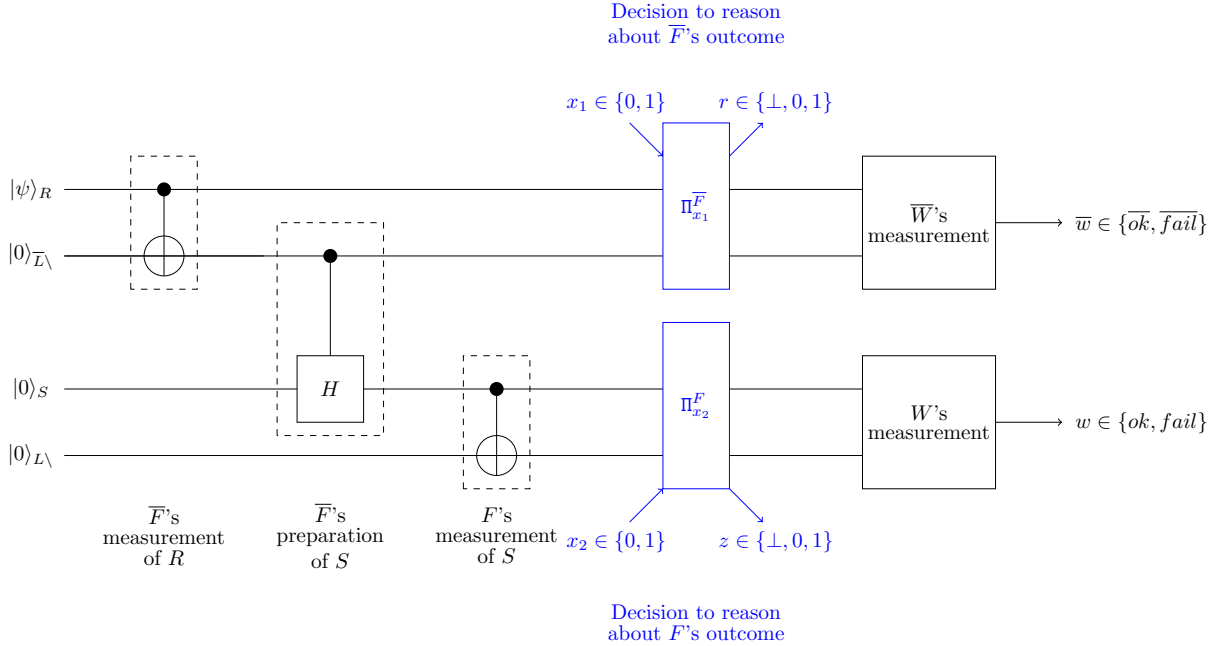 Decision to reason
about F̅'s outcome
x₁ ∈ {0, 1}
r ∈ {⊥, 0, 1}
|ψ⟩_R
|0⟩_L̅\
Π^F̅_x₁
W̅'s
measurement
w̅ ∈ {o̅k̅, f̅a̅i̅l̅}
|0⟩_S
|0⟩_L\
H
Π^F_x₂
W's
measurement
w ∈ {ok, fail}
F̅'s
measurement
of R
F̅'s
preparation
of S
F's
measurement
of S
x₂ ∈ {0, 1}
z ∈ {⊥, 0, 1}
Decision to reason
about F's outcome